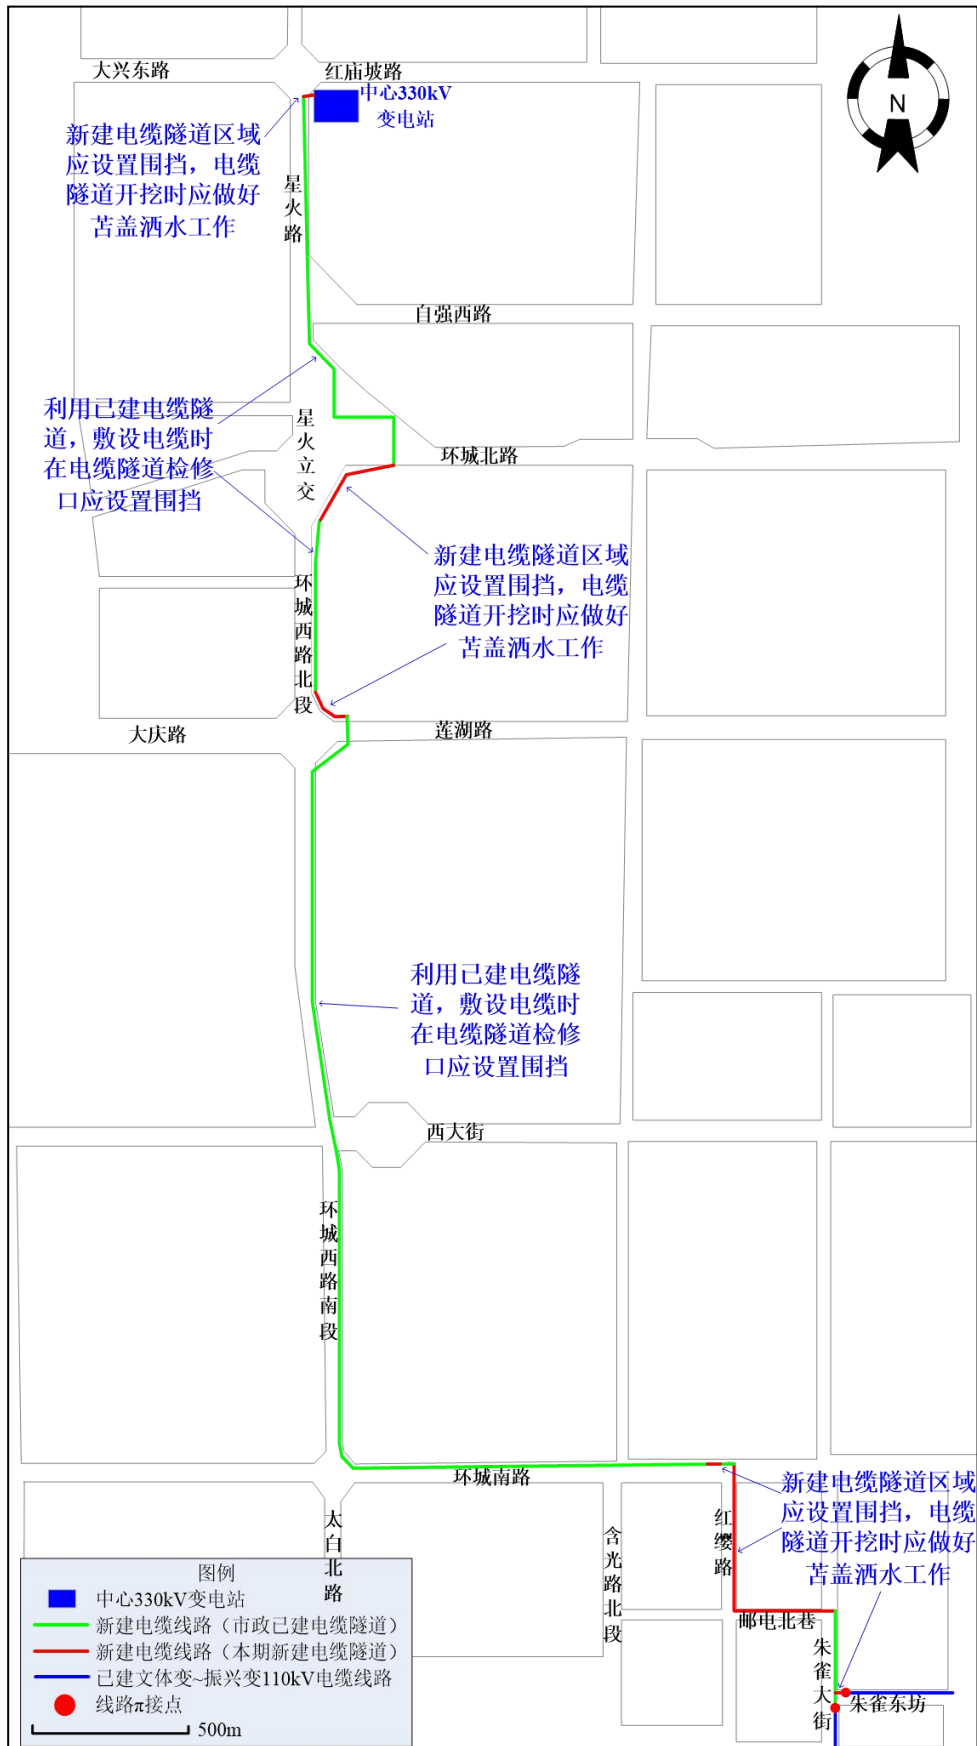 大兴东路
红庙坡路
中心330kV
变电站
N
新建电缆隧道区域
应设置围挡，电缆
隧道开挖时应做好
苫盖洒水工作
星火路
自强西路
利用已建电缆隧
道，敷设电缆时
在电缆隧道检修
口应设置围挡
星火立交
环城北路
新建电缆隧道区域
应设置围挡，电缆
隧道开挖时应做好
苫盖洒水工作
环城西路北段
大庆路
莲湖路
利用已建电缆隧
道，敷设电缆时
在电缆隧道检修
口应设置围挡
西大街
环城西路南段
环城南路
新建电缆隧道区域
应设置围挡，电缆
隧道开挖时应做好
苫盖洒水工作
太白北路
含光路北段
红缨路
邮电北巷
朱雀大街
朱雀东坊
图例
中心330kV变电站
新建电缆线路（市政已建电缆隧道）
新建电缆线路（本期新建电缆隧道）
已建文体变~振兴变110kV电缆线路
线路π接点
500m